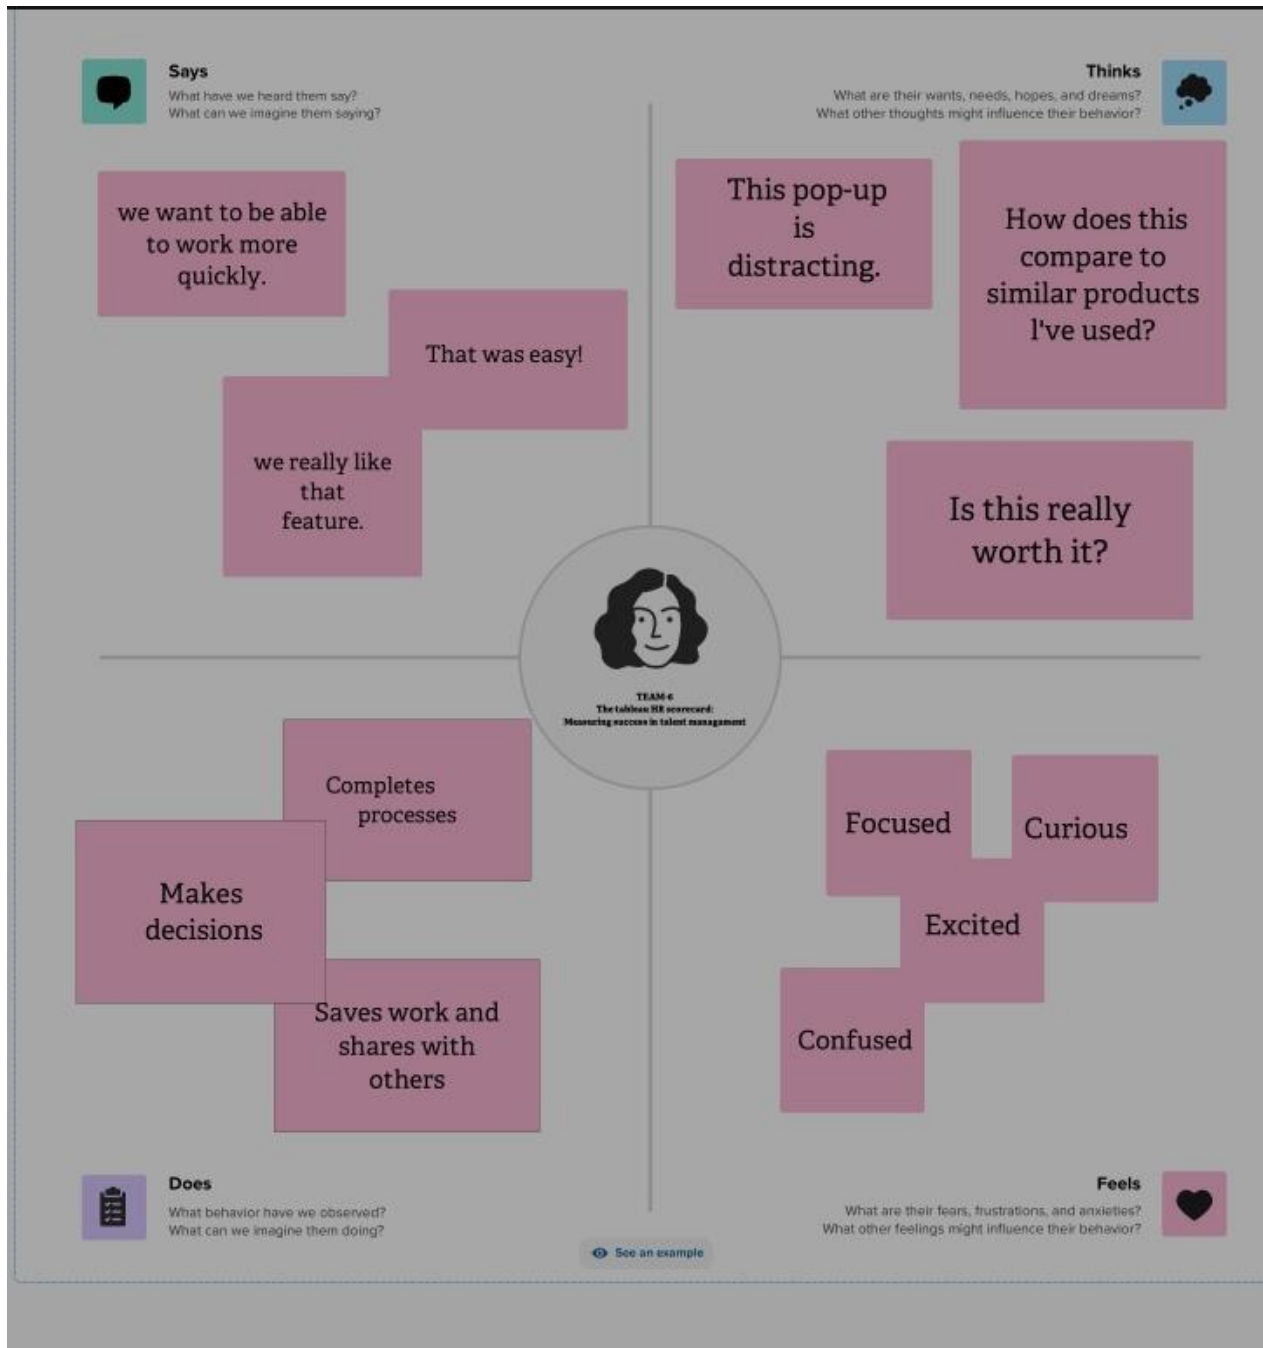 Says
What have we heard them say?
What can we imagine them saying?
Thinks
What are their wants, needs, hopes, and dreams?
What other thoughts might influence their behavior?
we want to be able
to work more
quickly.
That was easy!
we really like
that
feature.
This pop-up
is
distracting.
How does this
compare to
similar products
I've used?
Is this really
worth it?
TEAM-6
The tableau HR scorecard:
Measuring success in talent management
Completes
processes
Makes
decisions
Saves work and
shares with
others
Focused
Curious
Excited
Confused
Does
What behavior have we observed?
What can we imagine them doing?
Feels
What are their fears, frustrations, and anxieties?
What other feelings might influence their behavior?
See an example